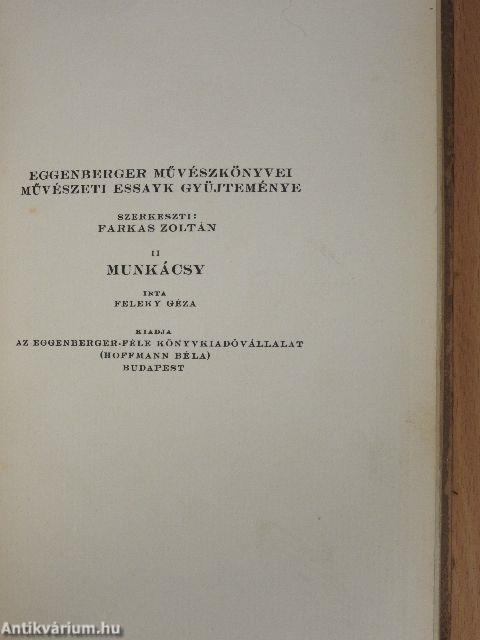 EGGENBERGER MŰVÉSZKÖNYVEI
MŰVÉSZETI ESSAYK GYÜJTEMÉNYE
SZERKESZTI:
FARKAS ZOLTÁN
II
MUNKÁCSY
IRTA
FELEKY GÉZA
KIADJA
AZ EGGENBERGER-FÉLE KÖNYVKIADÓVÁLLALAT
(HOFFMANN BÉLA)
BUDAPEST
Antikvárium.hu